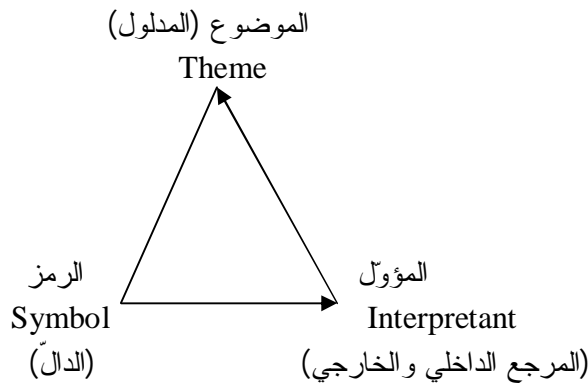 الموضوع (المدلول)
Theme
الرمز
Symbol
(الدالّ)
المؤوّل
Interpretant
(المرجع الداخلي والخارجي)